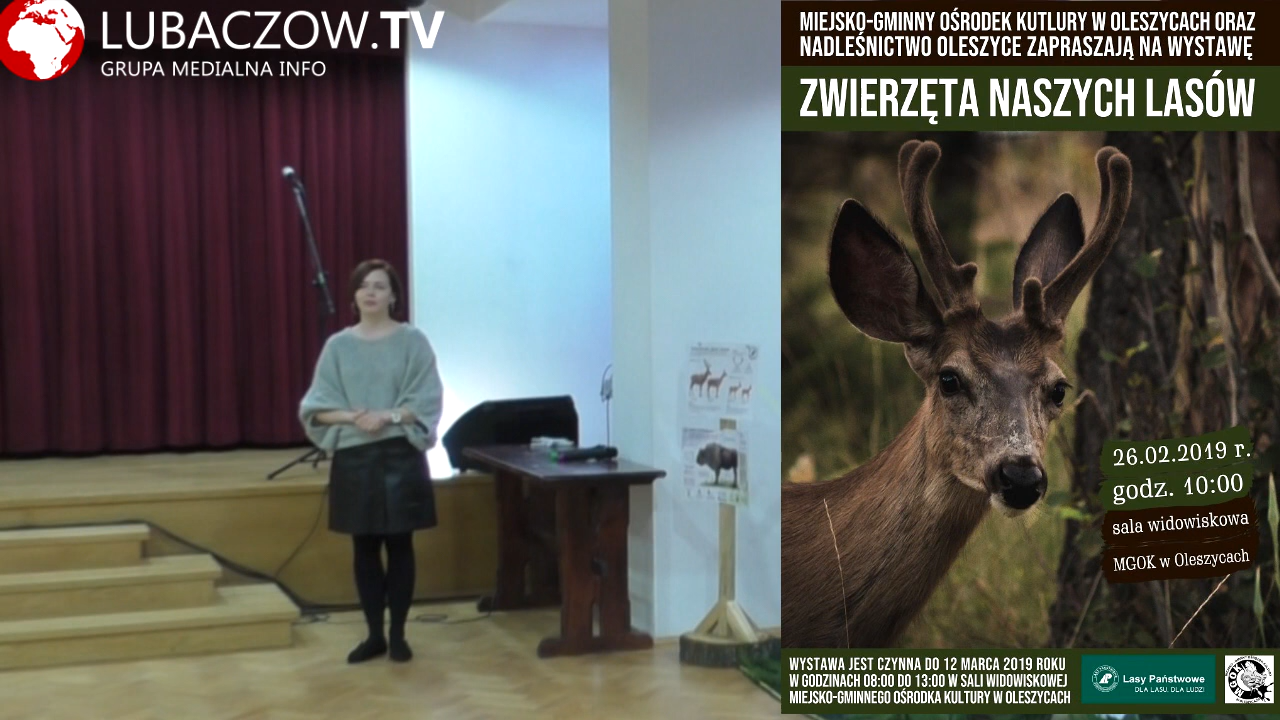 LUBACZOW.TV
GRUPA MEDIALNA INFO
MIEJSKO-GMINNY OŚRODEK KUTLURY W OLESZYCACH ORAZ
NADLEŚNICTWO OLESZYCE ZAPRASZAJĄ NA WYSTAWĘ
ZWIERZĘTA NASZYCH LASÓW
26.02.2019 r.
godz. 10:00
sala widowiskowa
MGOK w Oleszycach
WYSTAWA JEST CZYNNA DO 12 MARCA 2019 ROKU
W GODZINACH 08:00 DO 13:00 W SALI WIDOWISKOWEJ
MIEJSKO-GMINNEGO OŚRODKA KULTURY W OLESZYCACH
Lasy Państwowe
DLA LASU, DLA LUDZI